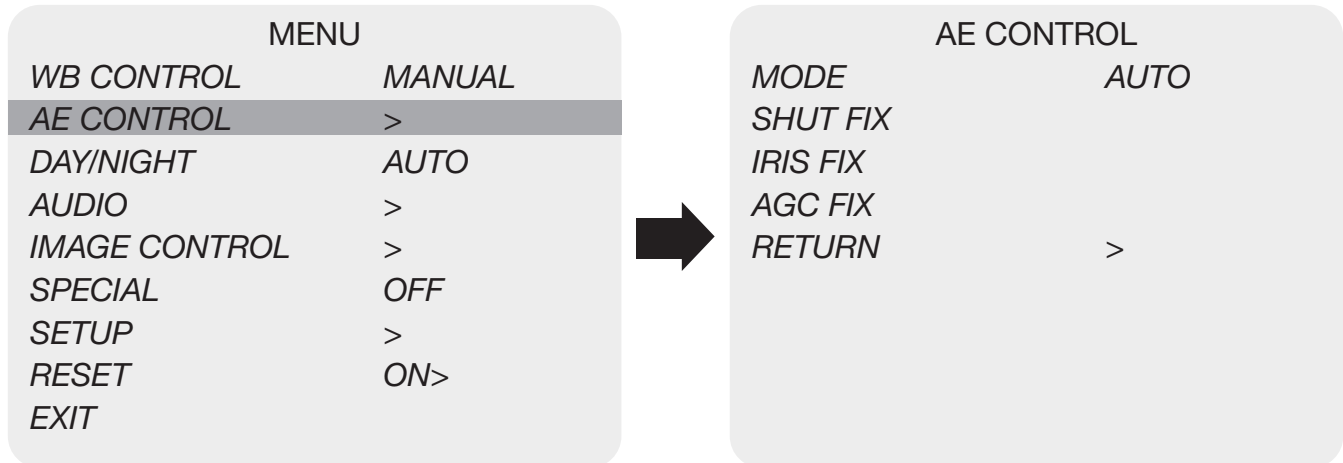 MENU
WB CONTROL MANUAL
AE CONTROL >
DAY/NIGHT AUTO
AUDIO >
IMAGE CONTROL >
SPECIAL OFF
SETUP >
RESET ON>
EXIT
AE CONTROL
MODE AUTO
SHUT FIX
IRIS FIX
AGC FIX
RETURN >